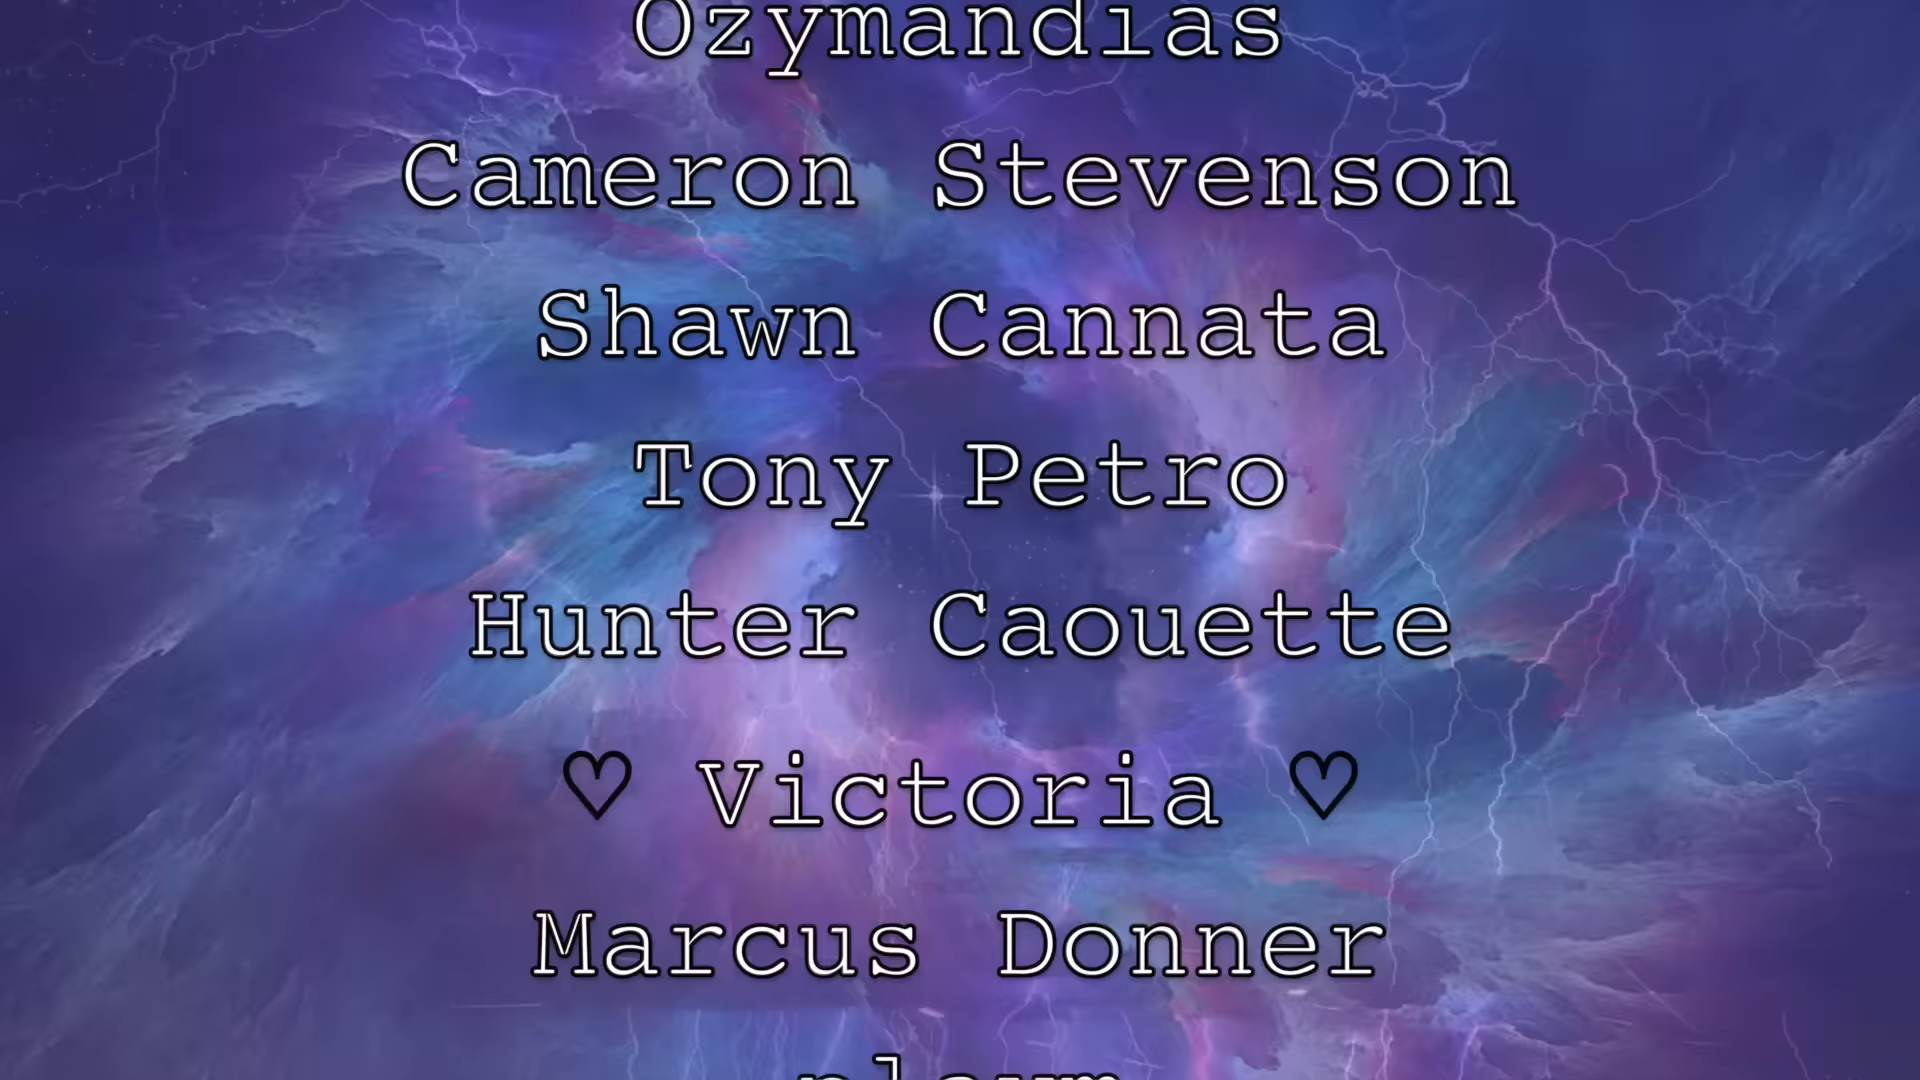 Ozymandias
Cameron Stevenson
Shawn Cannata
Tony Petro
Hunter Caouette
♡ Victoria ♡
Marcus Donner